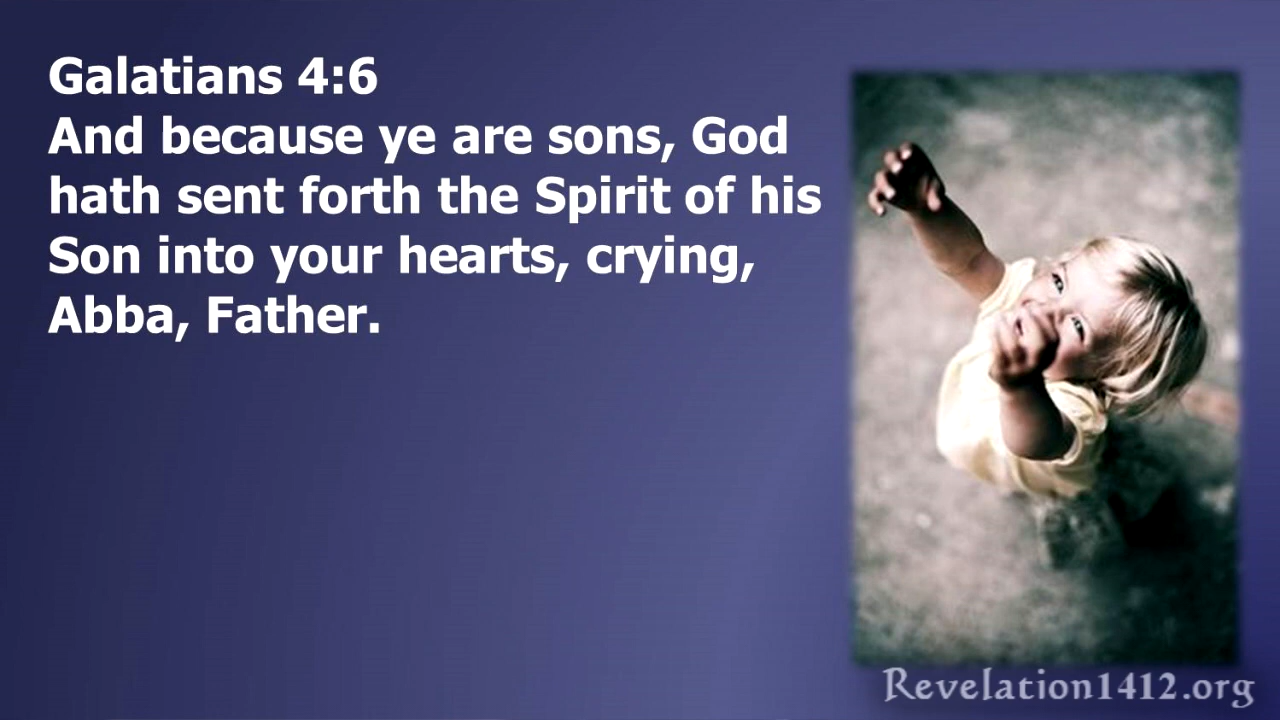 Galatians 4:6
And because ye are sons, God
hath sent forth the Spirit of his
Son into your hearts, crying,
Abba, Father.
Revelation1412.org